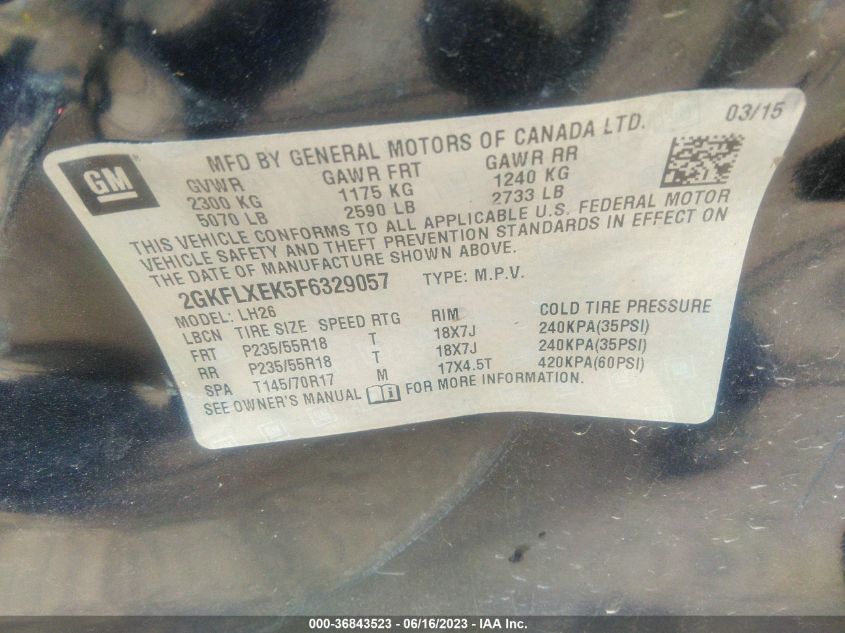 03/15
GM
MFD BY GENERAL MOTORS OF CANADA LTD.
GVWR GAWR FRT GAWR RR
2300 KG 1175 KG 1240 KG
5070 LB 2590 LB 2733 LB
THIS VEHICLE CONFORMS TO ALL APPLICABLE U.S. FEDERAL MOTOR
VEHICLE SAFETY AND THEFT PREVENTION STANDARDS IN EFFECT ON
THE DATE OF MANUFACTURE SHOWN ABOVE.
2GKFLXEK5F6329057 TYPE: M.P.V.
MODEL: LH26
LBCN TIRE SIZE SPEED RTG RIM COLD TIRE PRESSURE
FRT P235/55R18 T 18X7J 240KPA(35PSI)
RR P235/55R18 T 18X7J 240KPA(35PSI)
SPA T145/70R17 M 17X4.5T 420KPA(60PSI)
SEE OWNER'S MANUAL FOR MORE INFORMATION.
000-36843523 - 06/16/2023 - IAA Inc.